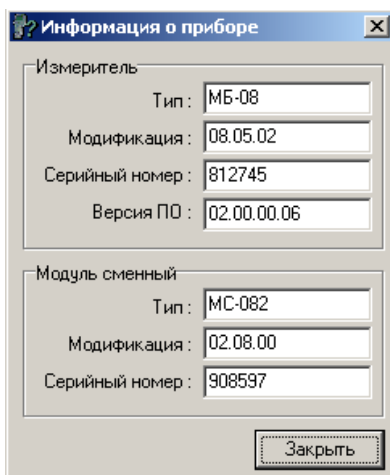 Информация о приборе
Измеритель
Тип : МБ-08
Модификация : 08.05.02
Серийный номер : 812745
Версия ПО : 02.00.00.06
Модуль сменный
Тип : МС-082
Модификация : 02.08.00
Серийный номер : 908597
Закрыть